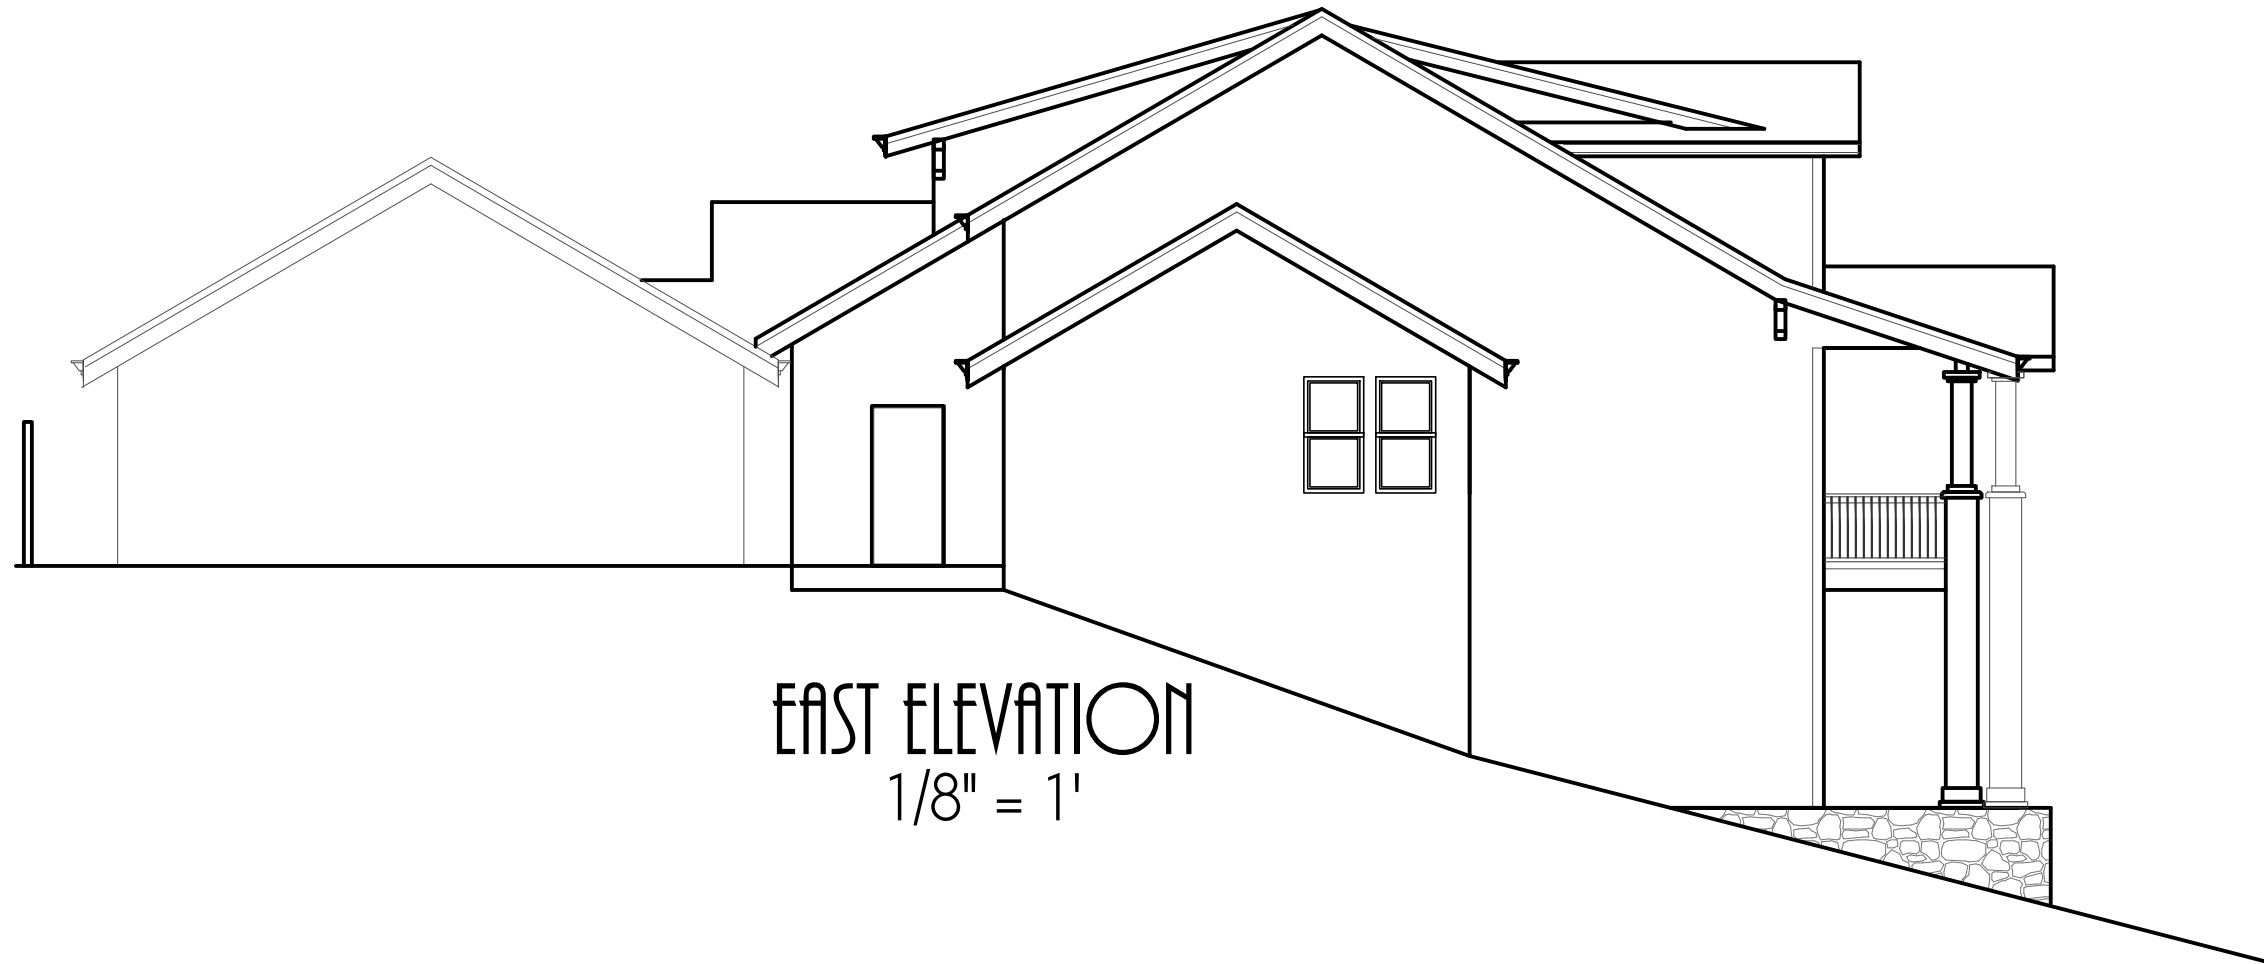 EAST ELEVATION
1/8" = 1'